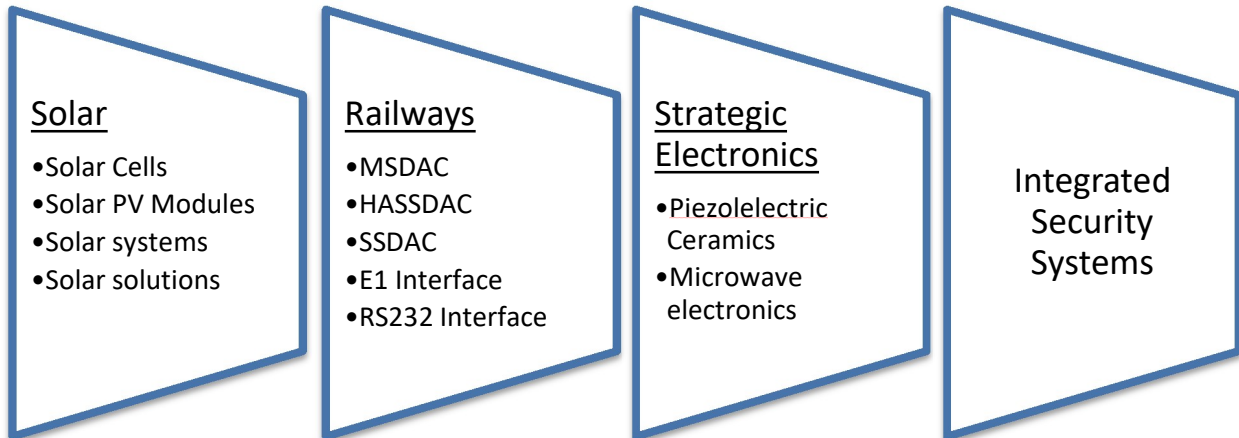 Solar
•Solar Cells
•Solar PV Modules
•Solar systems
•Solar solutions
Railways
•MSDAC
•HASSDAC
•SSDAC
•E1 Interface
•RS232 Interface
Strategic
Electronics
•Piezolelectric
Ceramics
•Microwave
electronics
Integrated
Security
Systems